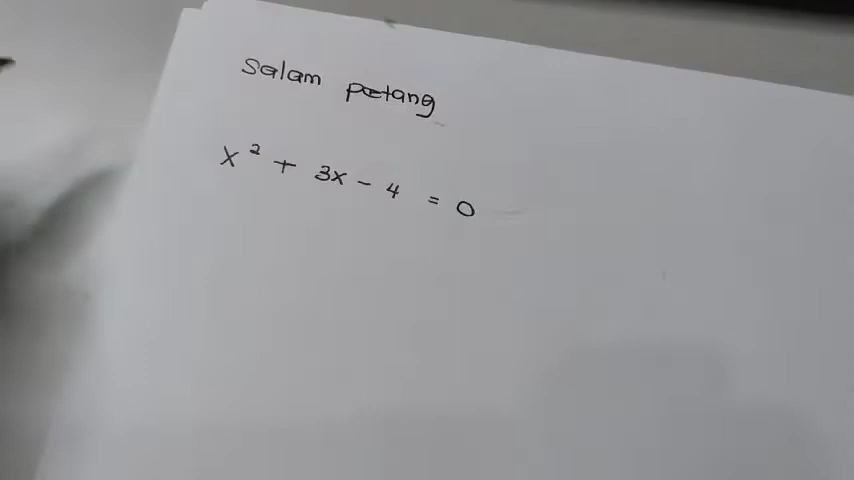 Salam petang
x² + 3x - 4 = 0